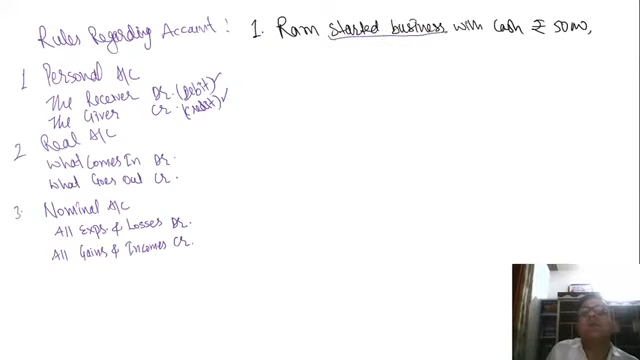 Rules Regarding Account!
1 Personal A/C
The Receiver Dr. (Debit) ✓
The Giver Cr. (Credit) ✓
2 Real A/C
What Comes In Dr.
What Goes Out Cr.
3. Nominal A/C
All Exps. & Losses Dr.
All Gains & Incomes Cr.
1. Ram started business with Cash ₹ 5000,